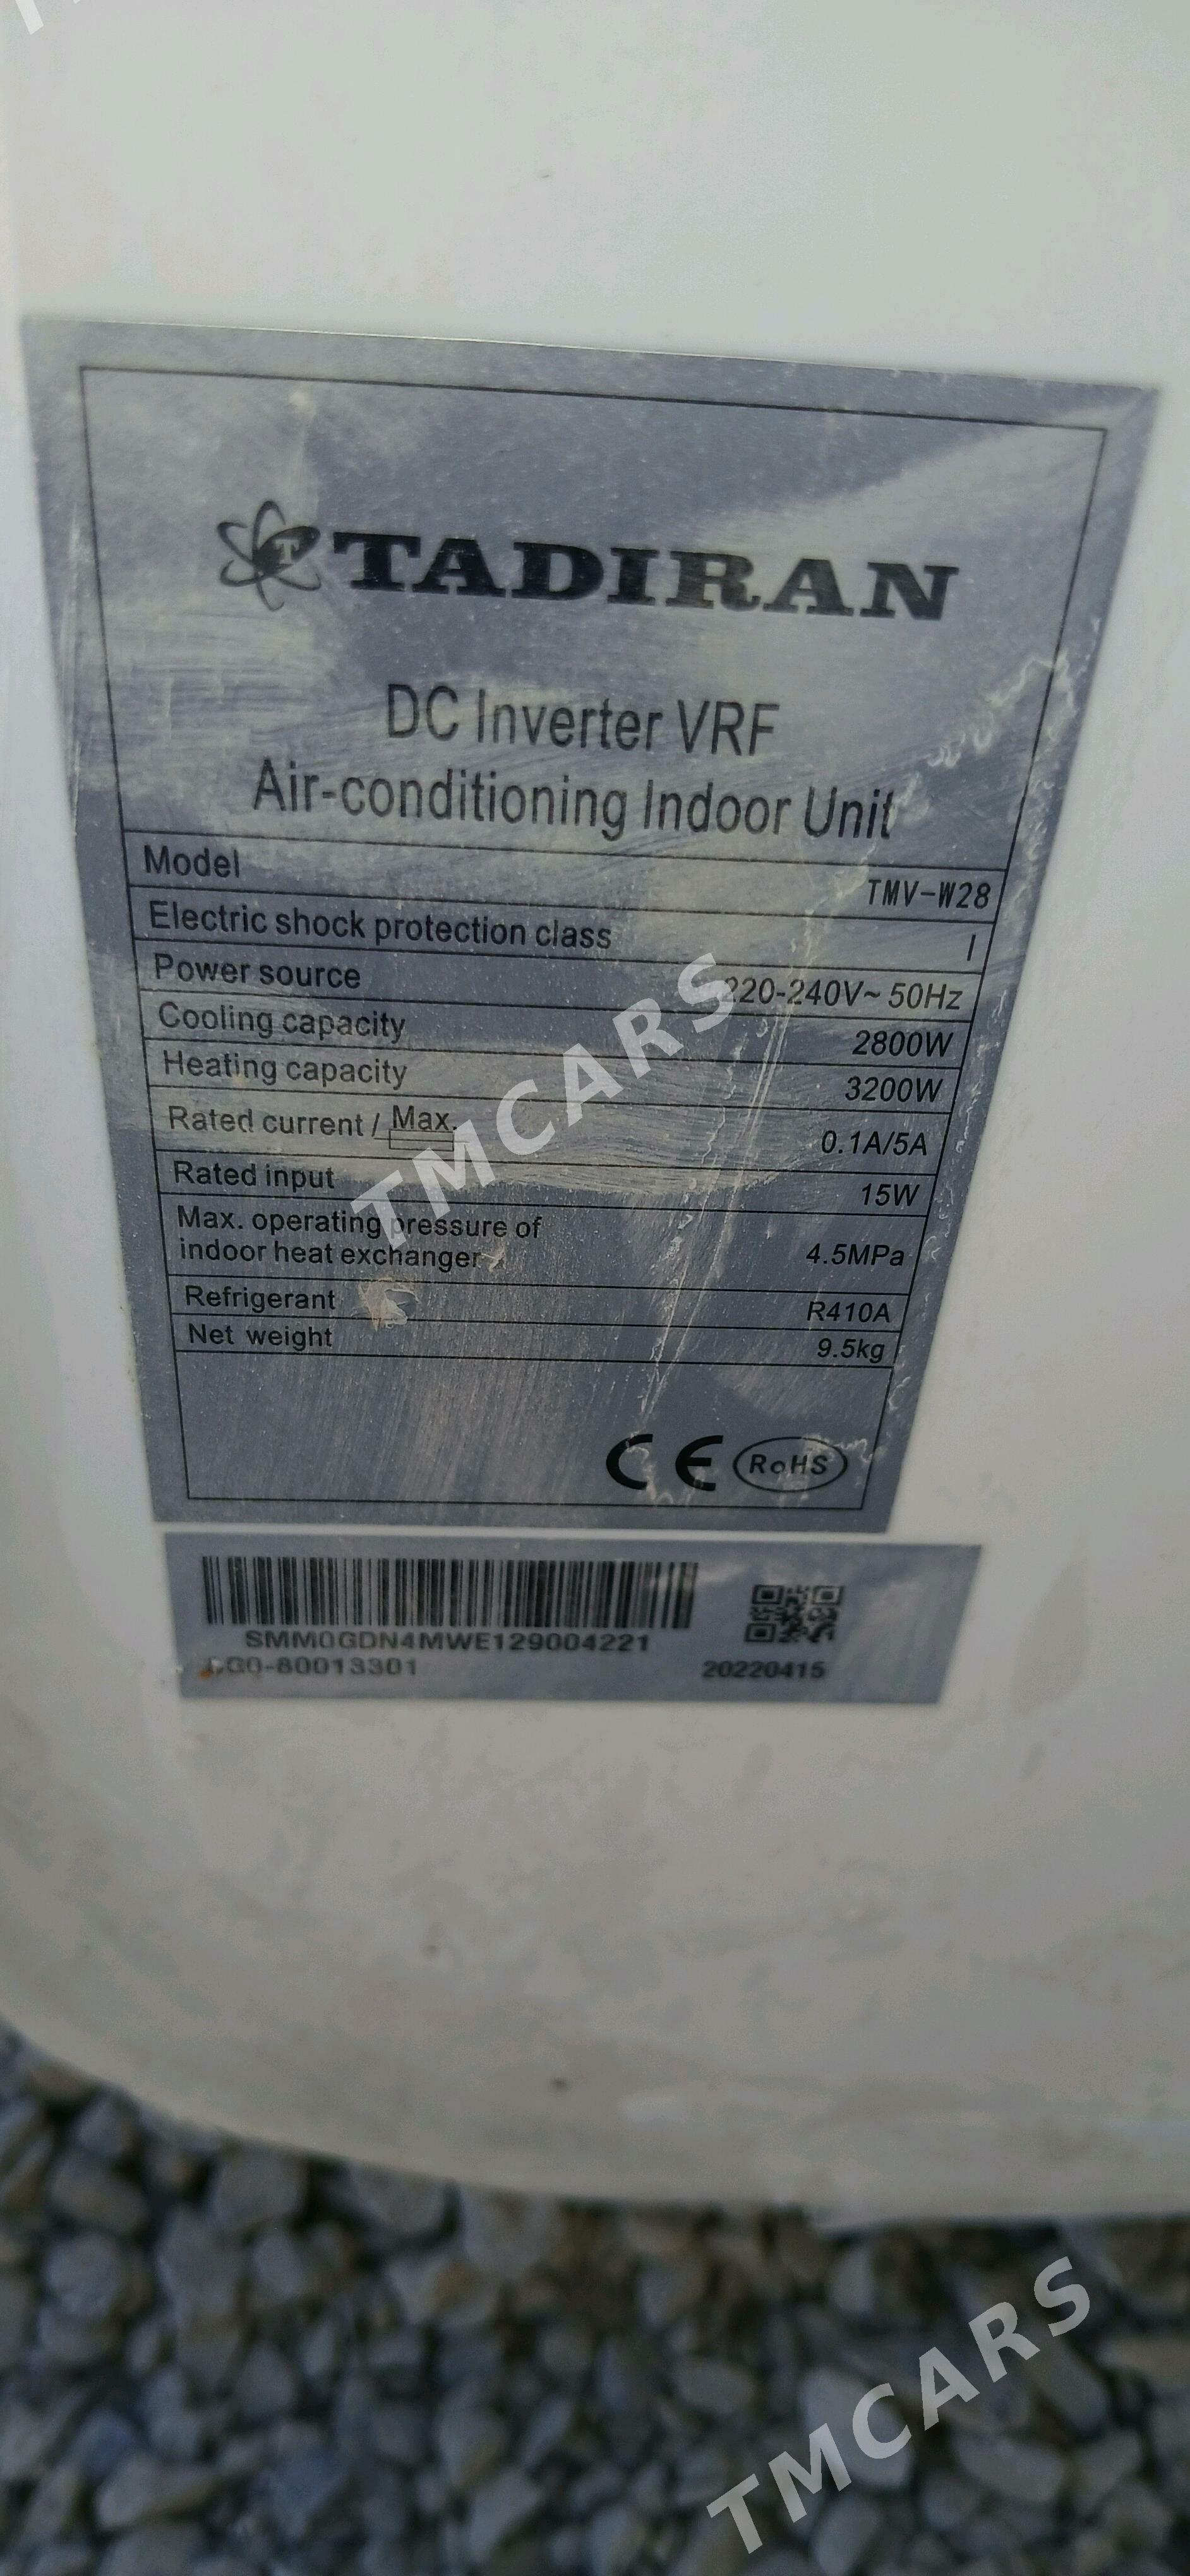 TADIRAN
DC Inverter VRF
Air-conditioning Indoor Unit
Model TMV-W28
Electric shock protection class I
Power source 220-240V~ 50Hz
Cooling capacity 2800W
Heating capacity 3200W
Rated current / Max. 0.1A/5A
Rated input 15W
Max. operating pressure of
indoor heat exchanger 4.5MPa
Refrigerant R410A
Net weight 9.5kg
CE RoHS
SMM0GDN4MWE129004221
20220415
TMCARS
TMCARS